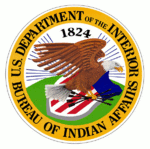 U.S. DEPARTMENT OF THE INTERIOR
1824
BUREAU OF INDIAN AFFAIRS